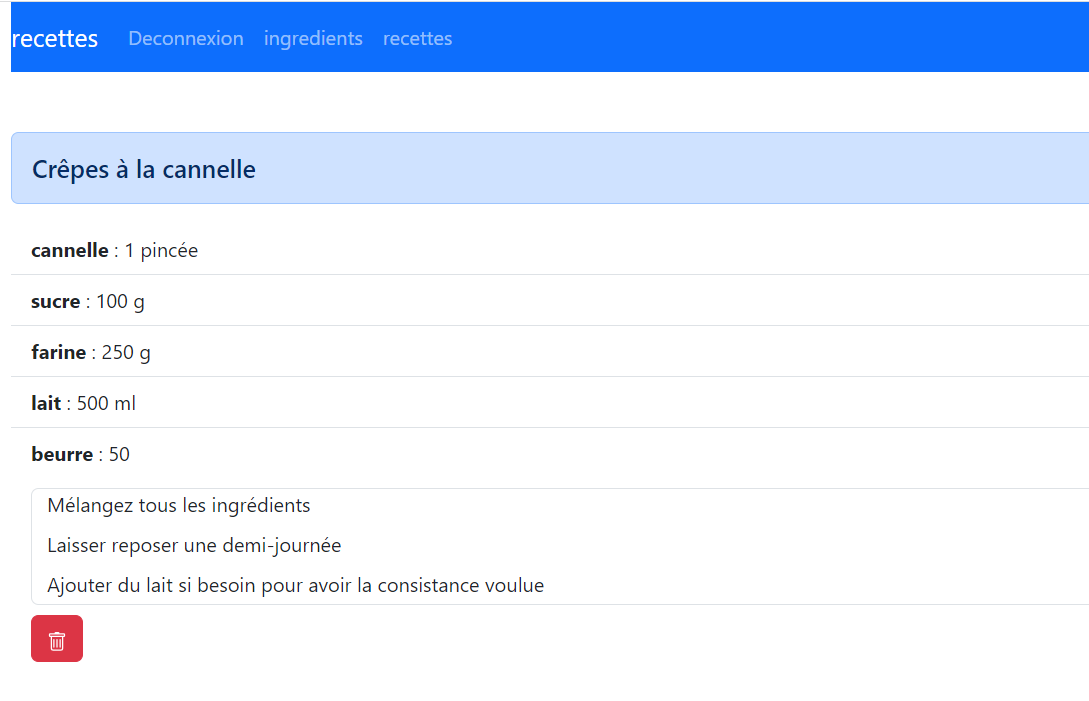 recettes Deconnexion ingredients recettes
Crêpes à la cannelle
cannelle : 1 pincée
sucre : 100 g
farine : 250 g
lait : 500 ml
beurre : 50
Mélangez tous les ingrédients
Laisser reposer une demi-journée
Ajouter du lait si besoin pour avoir la consistance voulue